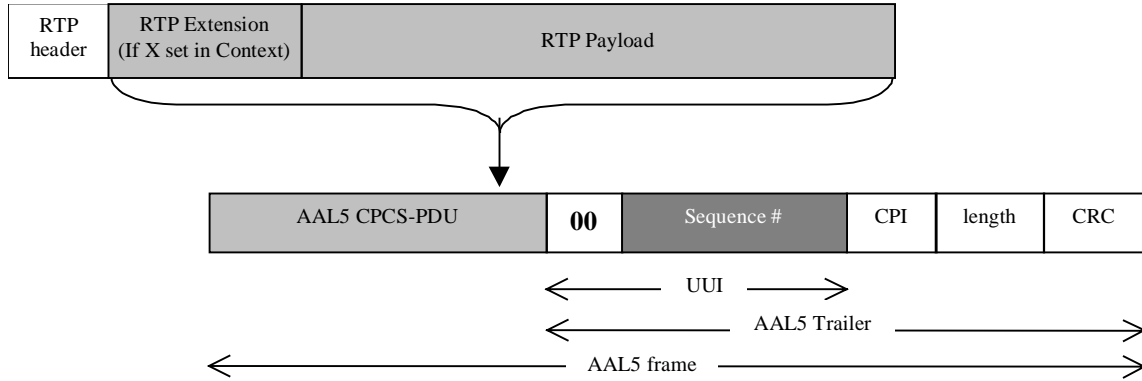 RTP
header
RTP Extension
(If X set in Context)
RTP Payload
AAL5 CPCS-PDU
00
Sequence #
CPI
length
CRC
UUI
AAL5 Trailer
AAL5 frame